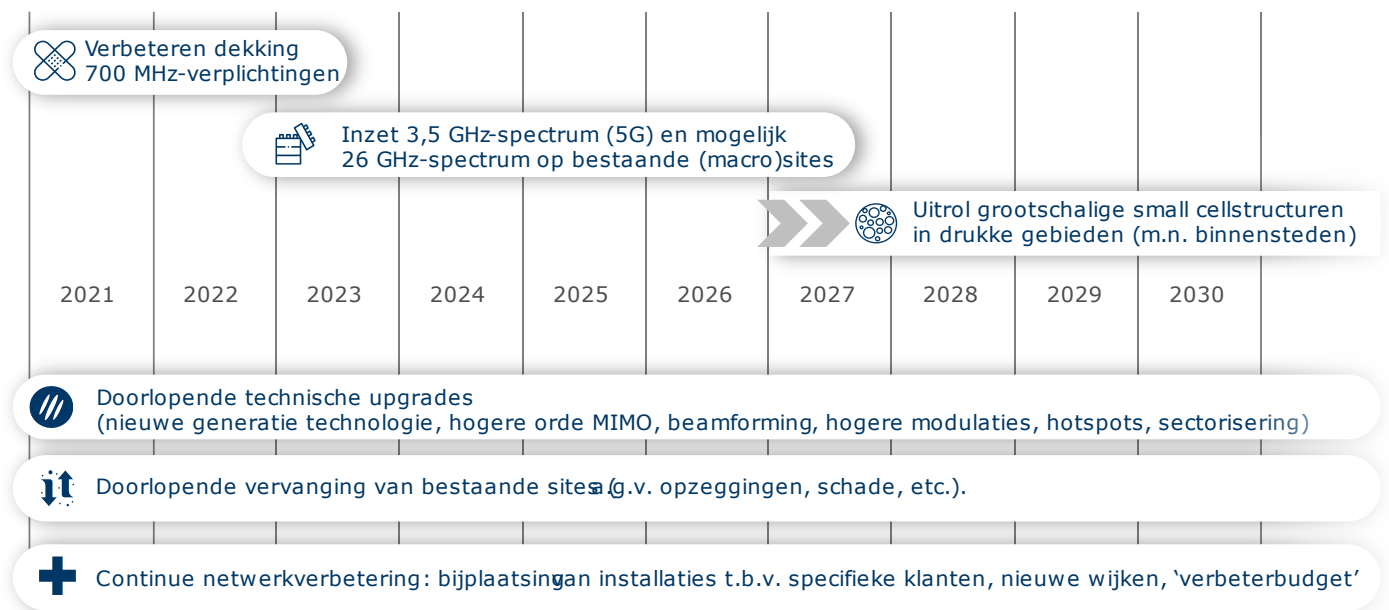 Verbeteren dekking
700 MHz-verplichtingen
Inzet 3,5 GHz-spectrum (5G) en mogelijk
26 GHz-spectrum op bestaande (macro)sites
Uitrol grootschalige small cellstructuren
in drukke gebieden (m.n. binnensteden)
2021 2022 2023 2024 2025 2026 2027 2028 2029 2030
Doorlopende technische upgrades
(nieuwe generatie technologie, hogere orde MIMO, beamforming, hogere modulaties, hotspots, sectorisering)
Doorlopende vervanging van bestaande sites (a.g.v. opzeggingen, schade, etc.).
Continue netwerkverbetering: bijplaatsing van installaties t.b.v. specifieke klanten, nieuwe wijken, ‘verbeterbudget’